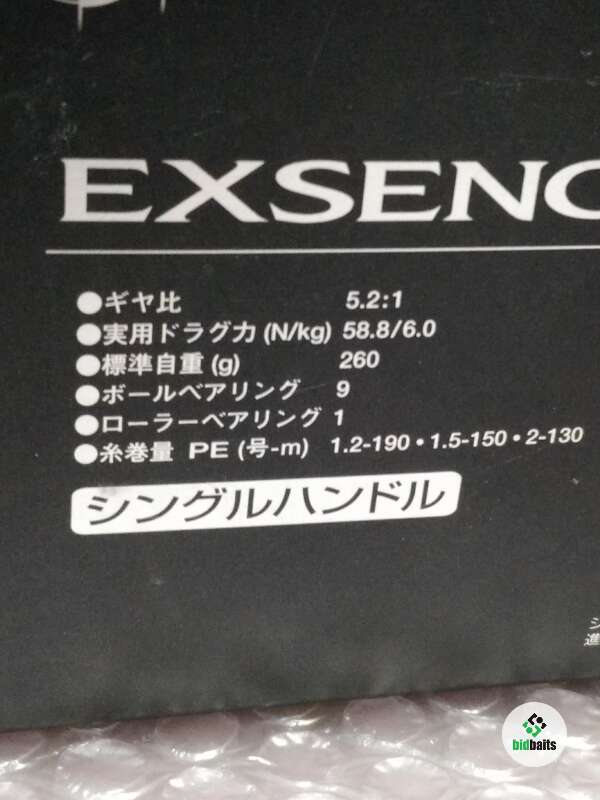 EXSENC
●ギヤ比 5.2:1
●実用ドラグ力 (N/kg) 58.8/6.0
●標準自重 (g) 260
●ボールベアリング 9
●ローラーベアリング 1
●糸巻量 PE (号-m) 1.2-190・1.5-150・2-130
シングルハンドル
シ
進
bidbaits